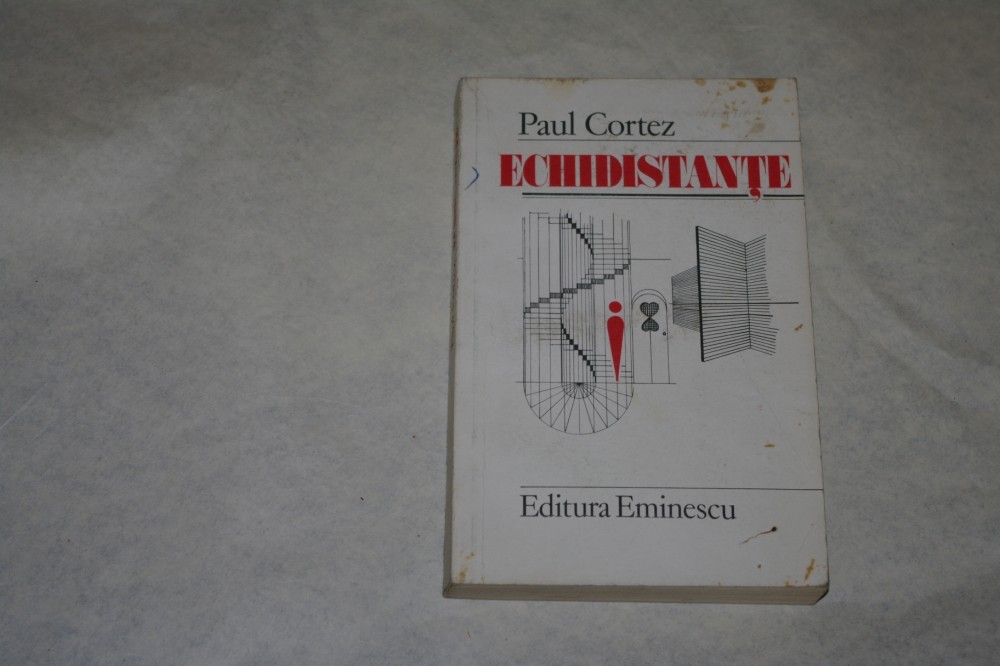 Paul Cortez
ECHIDISTANȚE
Editura Eminescu